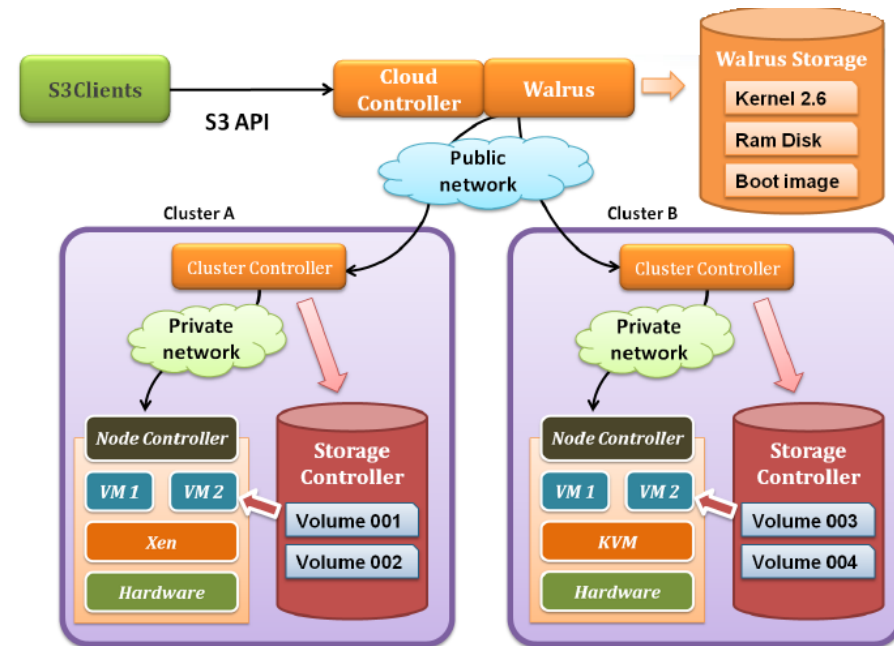 S3Clients
S3 API
Cloud
Controller
Walrus
Walrus Storage
Kernel 2.6
Ram Disk
Boot image
Public
network
Cluster A
Cluster Controller
Private
network
Node Controller
VM 1
VM 2
Xen
Hardware
Storage
Controller
Volume 001
Volume 002
Cluster B
Cluster Controller
Private
network
Node Controller
VM 1
VM 2
KVM
Hardware
Storage
Controller
Volume 003
Volume 004